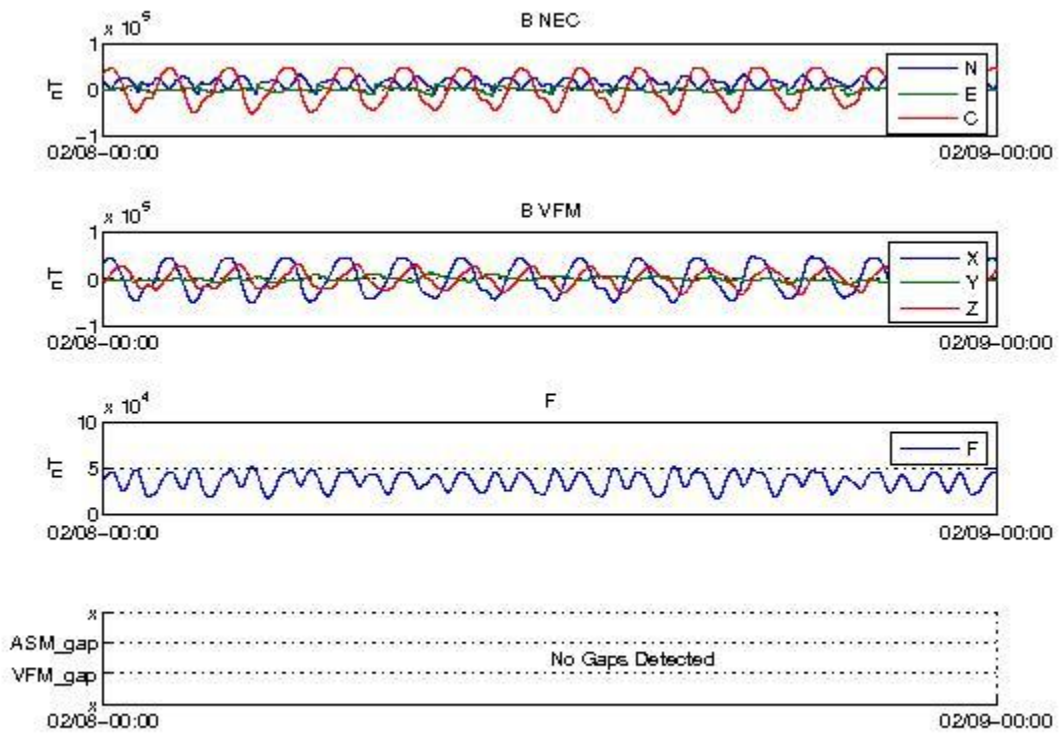 B NEC
x 10^5
1
0
-1
nT
N
E
C
02/08-00:00
02/09-00:00
B VFM
x 10^5
1
0
-1
nT
X
Y
Z
02/08-00:00
02/09-00:00
F
x 10^4
10
5
0
nT
F
02/08-00:00
02/09-00:00
x
ASM_gap
VFM_gap
x
No Gaps Detected
02/08-00:00
02/09-00:00